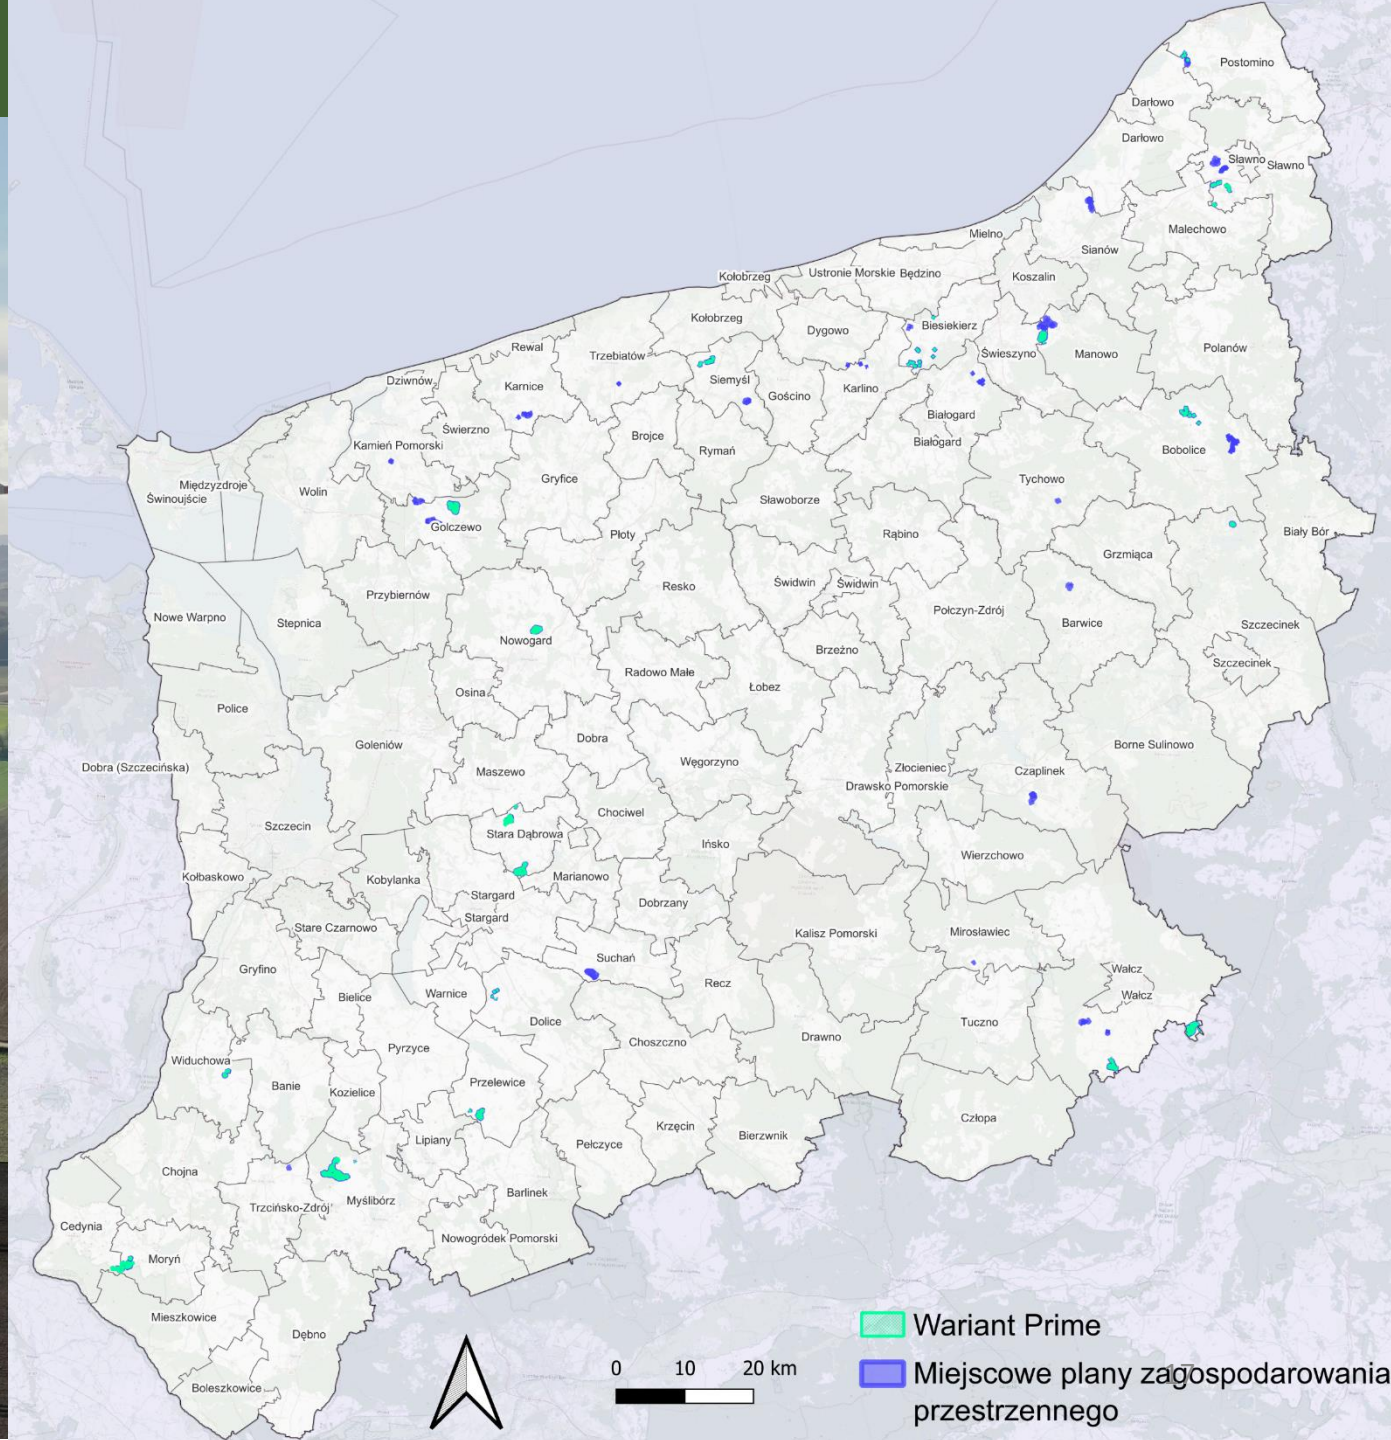 Postomino
Darłowo
Darłowo
Sławno
Sławno
Malechowo
Mielno
Sianów
Kołobrzeg
Ustronie Morskie
Będzino
Koszalin
Kołobrzeg
Dygowo
Biesiekierz
Rewal
Trzebiatów
Świeszyno
Manowo
Polanów
Dziwnów
Karnice
Siemyśl
Gościno
Karlino
Białogard
Świerzno
Brojce
Rymań
Białogard
Kamień Pomorski
Bobolice
Międzyzdroje
Świnoujście
Wolin
Gryfice
Sławoborze
Tychowo
Golczewo
Płoty
Rąbino
Grzmiąca
Biały Bór
Przybiernów
Resko
Świdwin
Świdwin
Połczyn-Zdrój
Barwice
Nowe Warpno
Stepnica
Nowogard
Brzeżno
Szczecinek
Szczecinek
Radowo Małe
Łobez
Osina
Police
Goleniów
Dobra
Węgorzyno
Borne Sulinowo
Dobra (Szczecińska)
Maszewo
Złocieniec
Czaplinek
Drawsko Pomorskie
Szczecin
Stara Dąbrowa
Chociwel
Ińsko
Wierzchowo
Kołbaskowo
Kobylanka
Marianowo
Stargard
Stargard
Dobrzany
Stare Czarnowo
Kalisz Pomorski
Mirosławiec
Gryfino
Suchań
Wałcz
Wałcz
Bielice
Warnice
Recz
Dolice
Tuczno
Choszczno
Drawno
Widuchowa
Pyrzyce
Banie
Kozielice
Przelewice
Człopa
Krzęcin
Bierzwnik
Lipiany
Pełczyce
Chojna
Barlinek
Myślibórz
Trzcińsko-Zdrój
Cedynia
Nowogródek Pomorski
Moryń
Mieszkowice
Dębno
Boleszkowice
0 10 20 km
Wariant Prime
Miejscowe plany zagospodarowania
przestrzennego
17